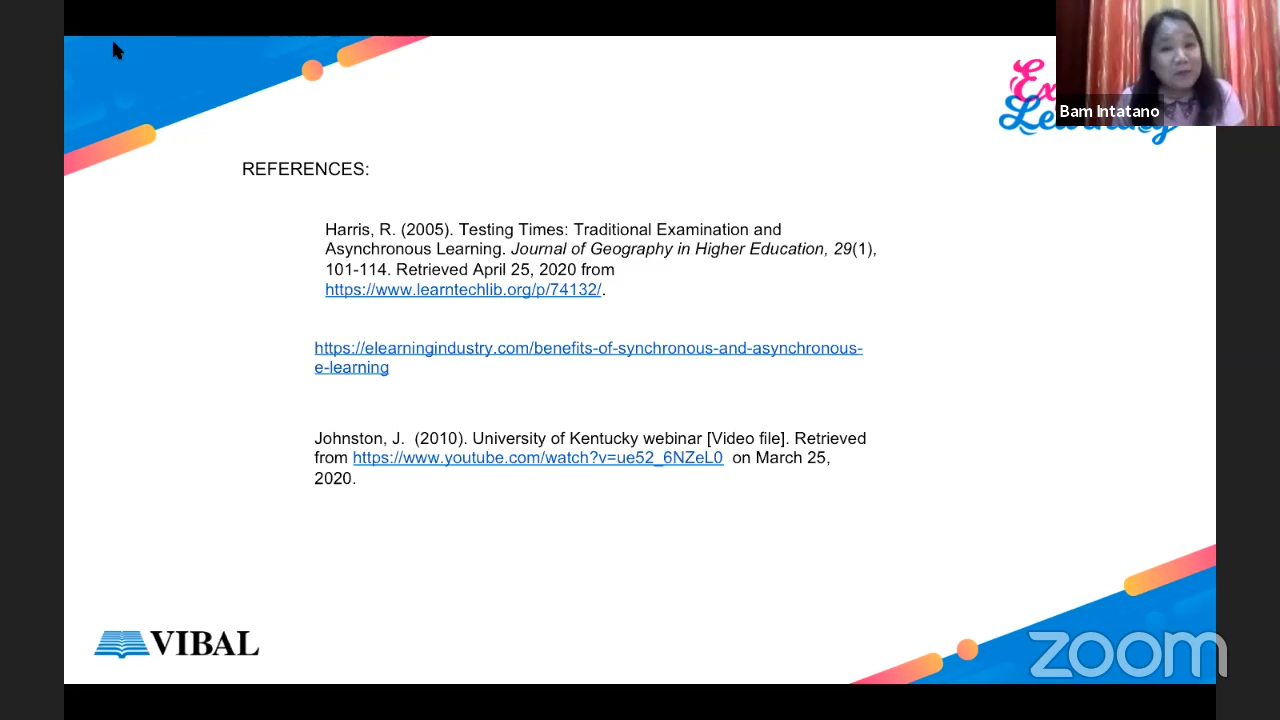 Bam Intatano
REFERENCES:
Harris, R. (2005). Testing Times: Traditional Examination and
Asynchronous Learning. Journal of Geography in Higher Education, 29(1),
101-114. Retrieved April 25, 2020 from
https://www.learntechlib.org/p/74132/.
https://elearningindustry.com/benefits-of-synchronous-and-asynchronous-
e-learning
Johnston, J.  (2010). University of Kentucky webinar [Video file]. Retrieved
from https://www.youtube.com/watch?v=ue52_6NZeL0  on March 25,
2020.
VIBAL
zoom